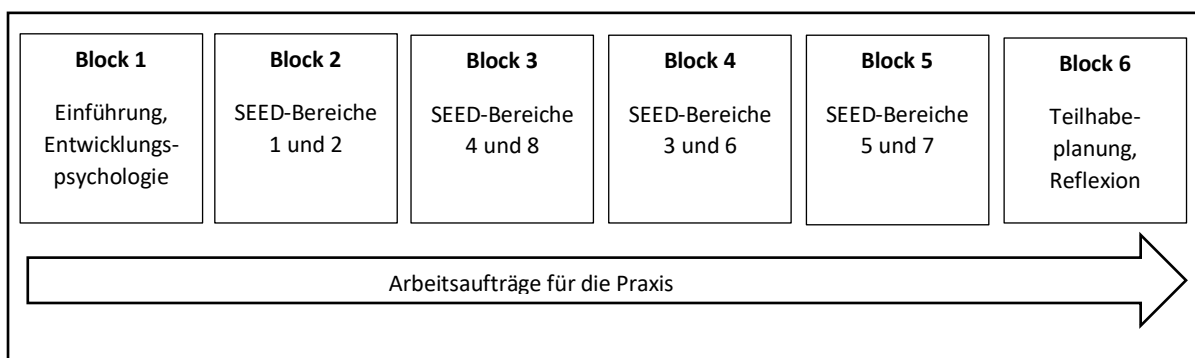 Block 1
Einführung,
Entwicklungs-
psychologie
Block 2
SEED-Bereiche
1 und 2
Block 3
SEED-Bereiche
4 und 8
Block 4
SEED-Bereiche
3 und 6
Block 5
SEED-Bereiche
5 und 7
Block 6
Teilhabe-
planung,
Reflexion
Arbeitsaufträge für die Praxis